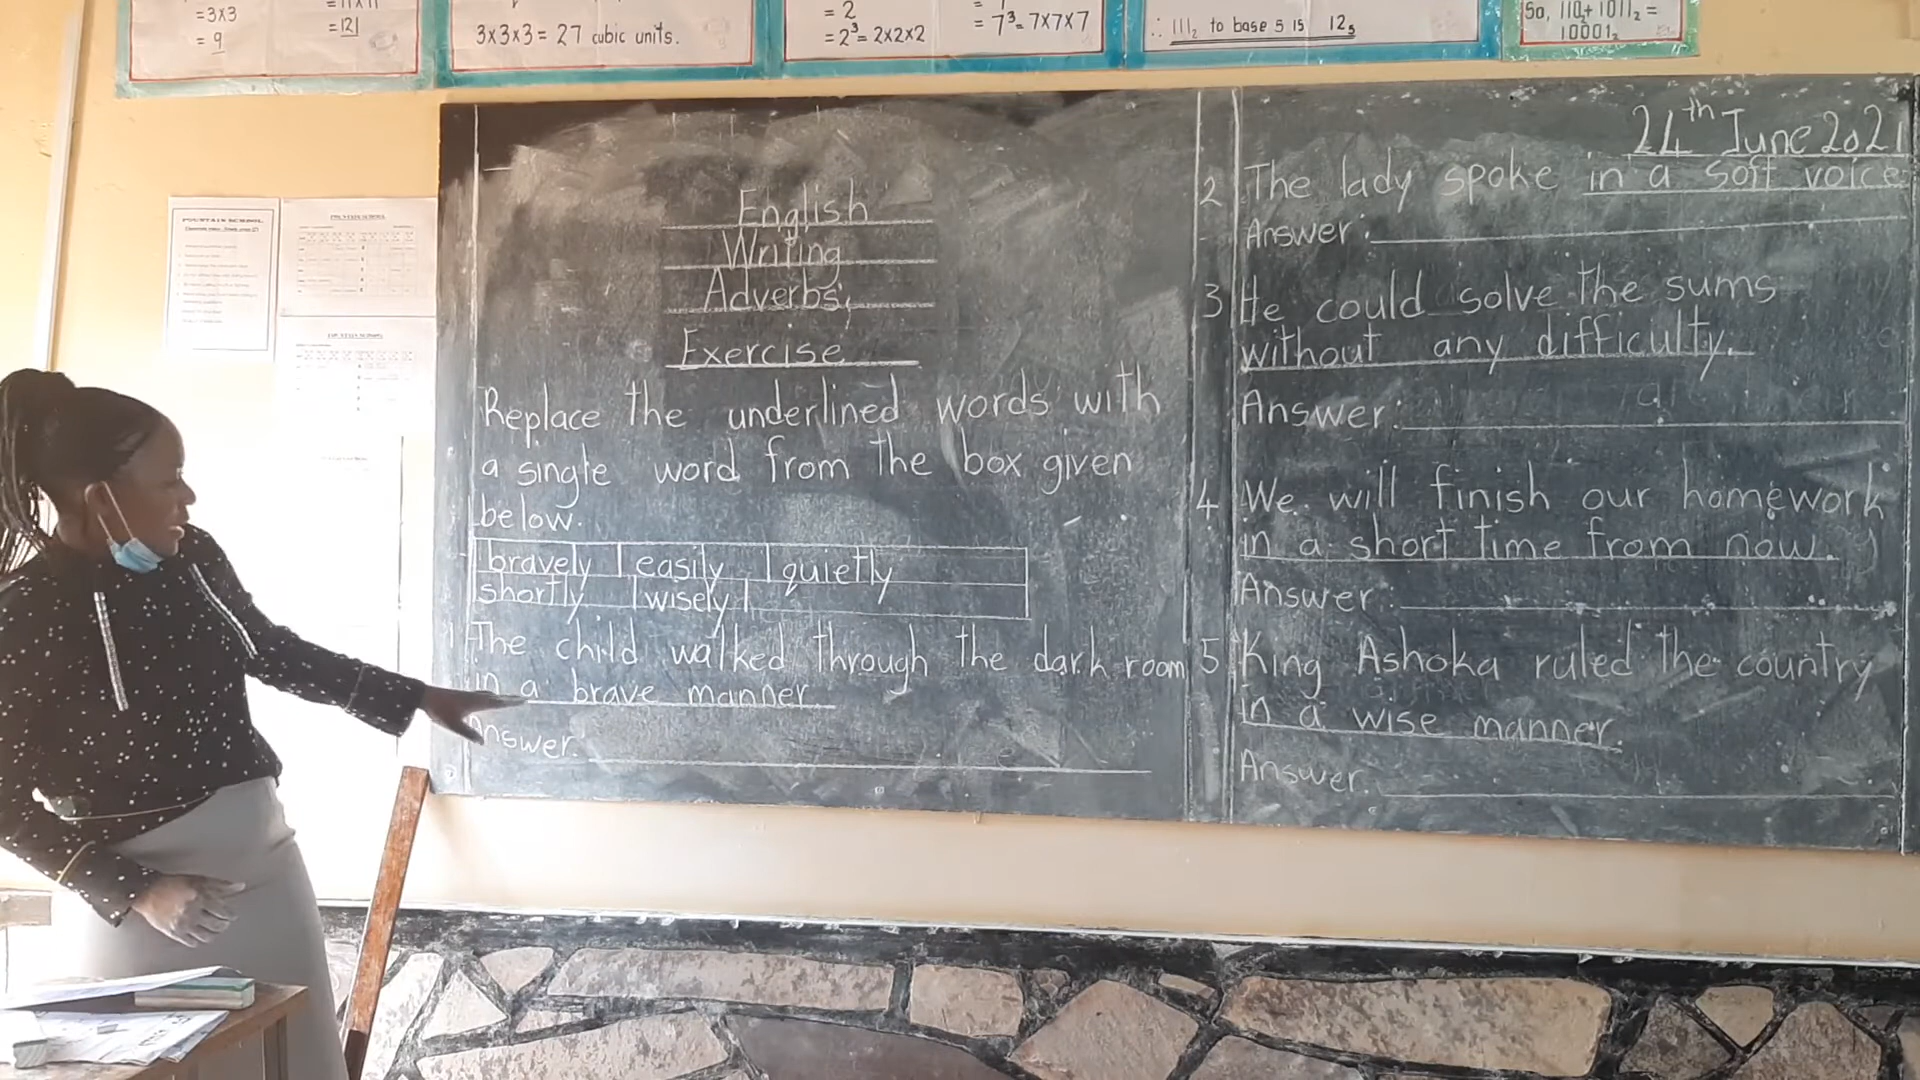 =3x3
= 9
=11x11
=121
3x3x3= 27 cubic units.
= 2
= 2³= 2x2x2
= 7³= 7x7x7
∴ 111₂ to base 5 is 12₅
So, 110₂+ 1011₂ =
10001₂
FOUNTAIN SCHOOL
24th June 2021
English
Writing
Adverbs;
Exercise
Replace the underlined words with
a single word from the box given
below.
bravely | easily | quietly
shortly | wisely |
1 The child walked through the dark room
in a brave manner
Answer:
2 The lady spoke in a soft voice
Answer:
3 He could solve the sums
without any difficulty.
Answer:
4 We will finish our homework
in a short time from now.
Answer:
5 King Ashoka ruled the country
in a wise manner
Answer.